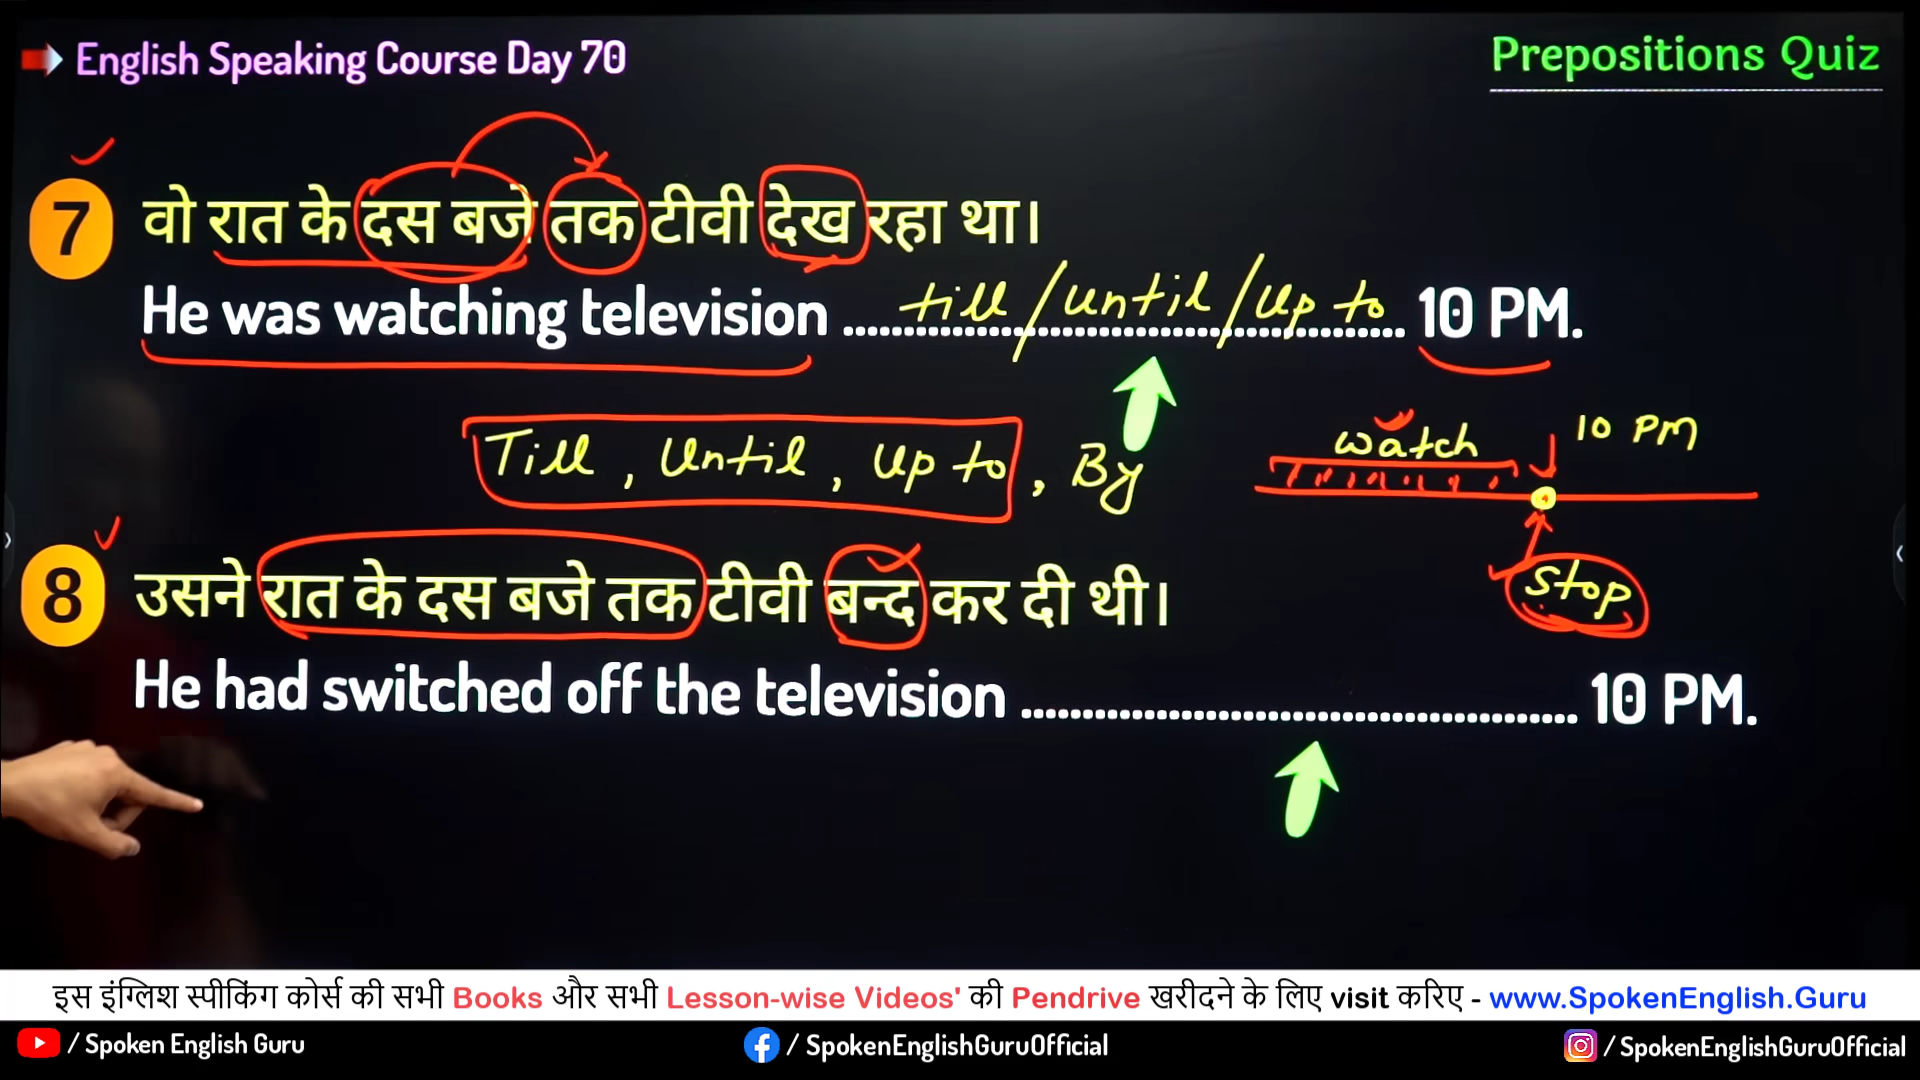 English Speaking Course Day 70
Prepositions Quiz
7 वो रात के दस बजे तक टीवी देख रहा था।
He was watching television ........ till / until / up to ........ 10 PM.
Till, Until, Up to, By
watch 10 PM
stop
8 उसने रात के दस बजे तक टीवी बन्द कर दी थी।
He had switched off the television ........ 10 PM.
इस इंग्लिश स्पीकिंग कोर्स की सभी Books और सभी Lesson-wise Videos' की Pendrive खरीदने के लिए visit करिए - www.SpokenEnglish.Guru
/ Spoken English Guru
/ SpokenEnglishGuruOfficial
/ SpokenEnglishGuruOfficial